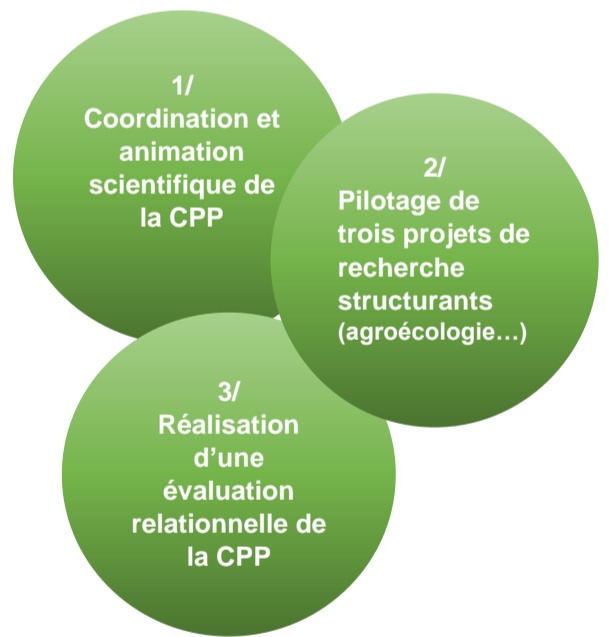 1/
Coordination et
animation
scientifique de
la CPP
2/
Pilotage de
trois projets de
recherche
structurants
(agroécologie…)
3/
Réalisation
d’une
évaluation
relationnelle de
la CPP